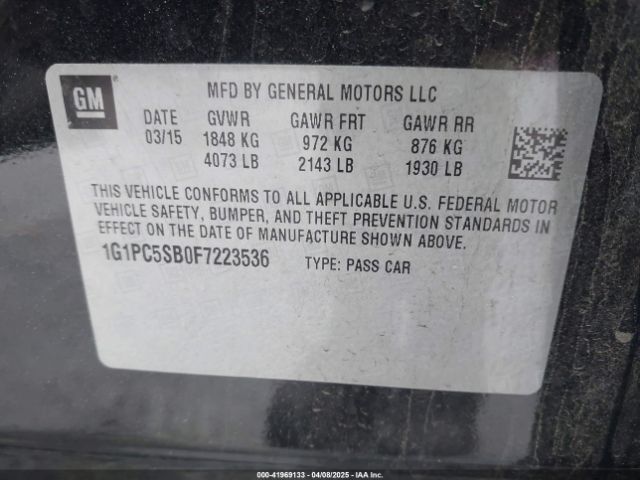 GM
MFD BY GENERAL MOTORS LLC
DATE GVWR GAWR FRT GAWR RR
03/15 1848 KG 972 KG 876 KG
4073 LB 2143 LB 1930 LB
THIS VEHICLE CONFORMS TO ALL APPLICABLE U.S. FEDERAL MOTOR
VEHICLE SAFETY, BUMPER, AND THEFT PREVENTION STANDARDS IN
EFFECT ON THE DATE OF MANUFACTURE SHOWN ABOVE.
1G1PC5SB0F7223536 TYPE: PASS CAR
000-41969133 - 04/08/2025 - IAA Inc.